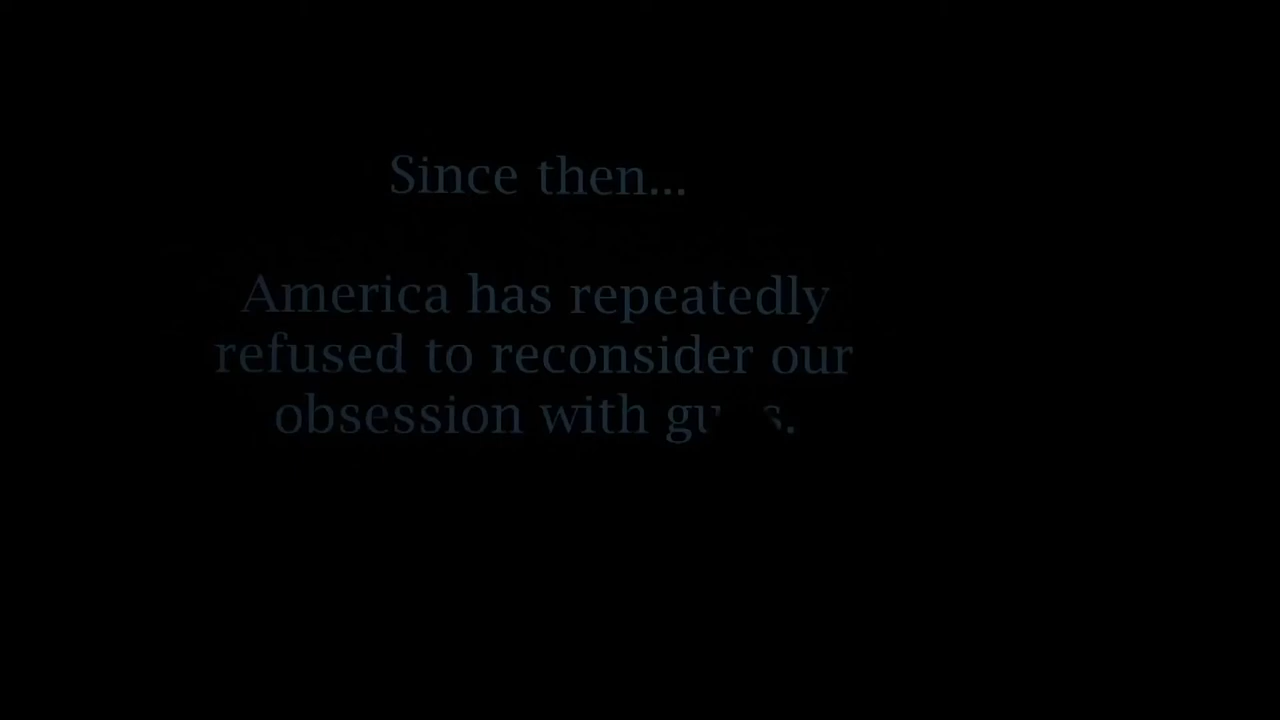 Since then...
America has repeatedly
refused to reconsider our
obsession with